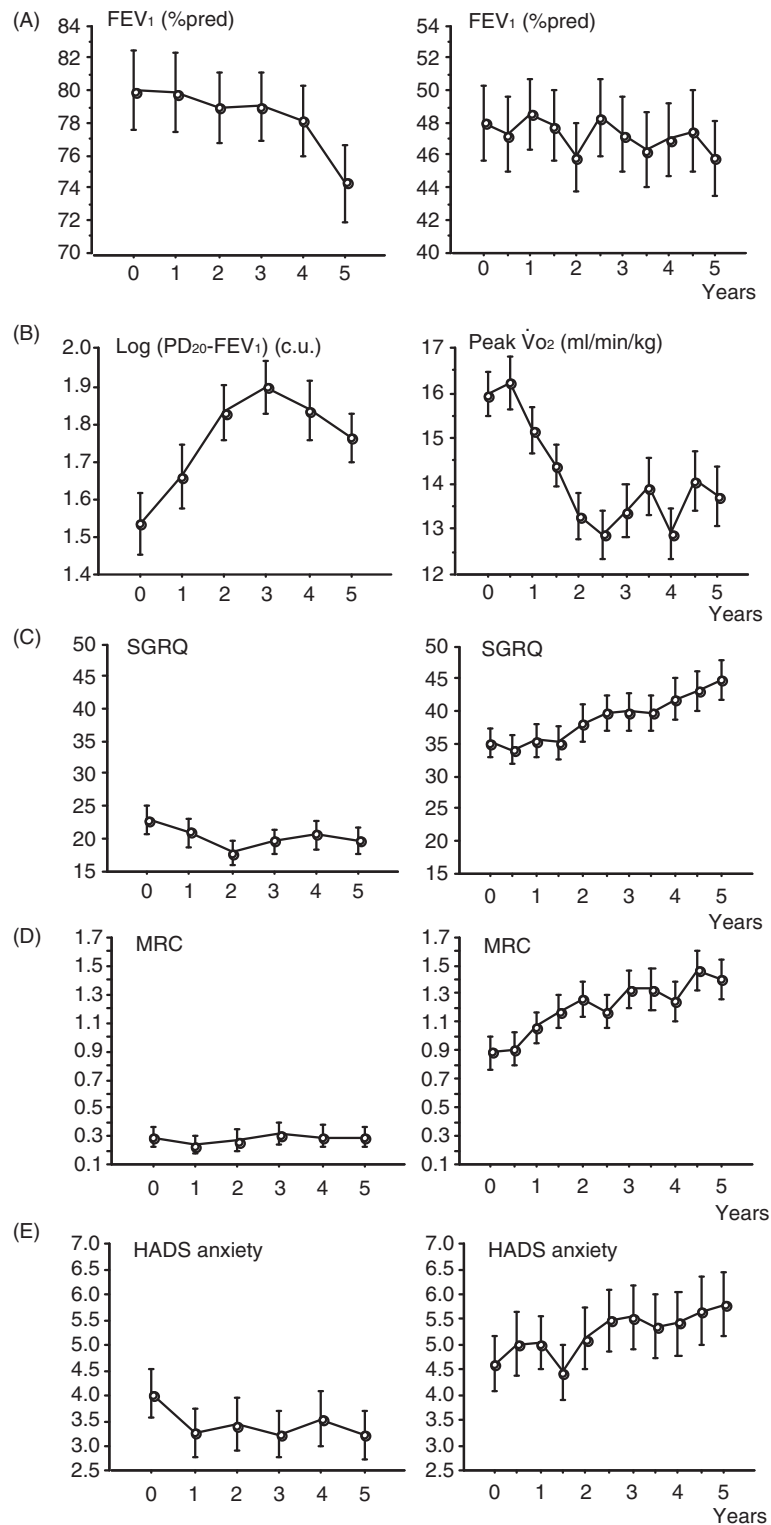 (A)
FEV1 (%pred)
84
82
80
78
76
74
72
70
0 1 2 3 4 5
FEV1 (%pred)
54
52
50
48
46
44
42
40
0 1 2 3 4 5
Years
(B)
Log (PD20-FEV1) (c.u.)
2.0
1.9
1.8
1.7
1.6
1.5
1.4
0 1 2 3 4 5
Peak V̇O2 (ml/min/kg)
17
16
15
14
13
12
0 1 2 3 4 5
Years
(C)
SGRQ
50
45
40
35
30
25
20
15
0 1 2 3 4 5
SGRQ
50
45
40
35
30
25
20
15
0 1 2 3 4 5
Years
(D)
MRC
1.7
1.5
1.3
1.1
0.9
0.7
0.5
0.3
0.1
0 1 2 3 4 5
MRC
1.7
1.5
1.3
1.1
0.9
0.7
0.5
0.3
0.1
0 1 2 3 4 5
Years
(E)
HADS anxiety
7.0
6.5
6.0
5.5
5.0
4.5
4.0
3.5
3.0
2.5
0 1 2 3 4 5
HADS anxiety
7.0
6.5
6.0
5.5
5.0
4.5
4.0
3.5
3.0
2.5
0 1 2 3 4 5
Years